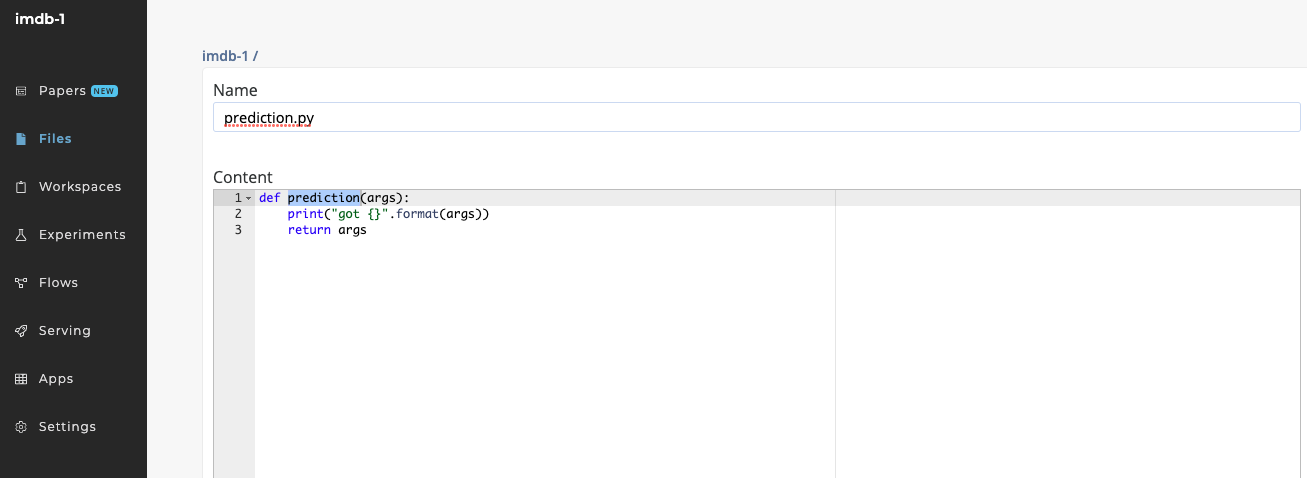 imdb-1
Papers NEW
Files
Workspaces
Experiments
Flows
Serving
Apps
Settings
imdb-1 /
Name
prediction.py
Content
1 def prediction(args):
2     print("got {}".format(args))
3     return args